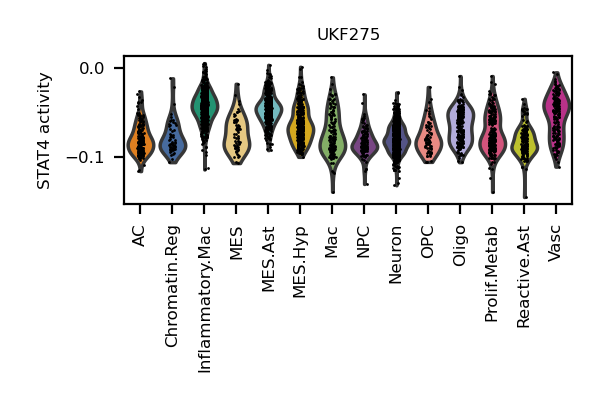 UKF275
STAT4 activity
0.0
−0.1
AC
Chromatin.Reg
Inflammatory.Mac
MES
MES.Ast
MES.Hyp
Mac
NPC
Neuron
OPC
Oligo
Prolif.Metab
Reactive.Ast
Vasc